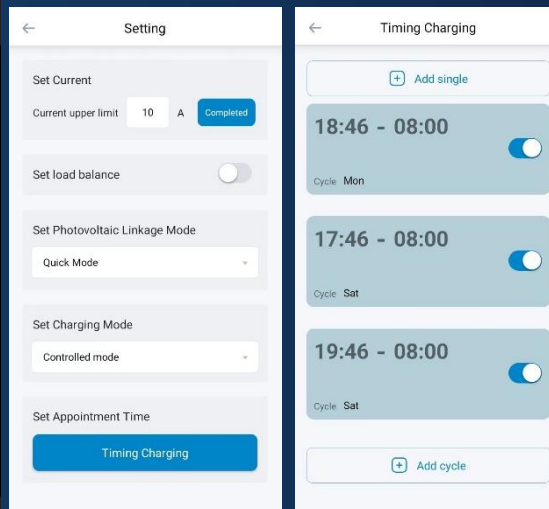 Setting
Set Current
Current upper limit 10 A Completed
Set load balance
Set Photovoltaic Linkage Mode
Quick Mode
Set Charging Mode
Controlled mode
Set Appointment Time
Timing Charging
Timing Charging
Add single
18:46 - 08:00
Cycle Mon
17:46 - 08:00
Cycle Sat
19:46 - 08:00
Cycle Sat
Add cycle